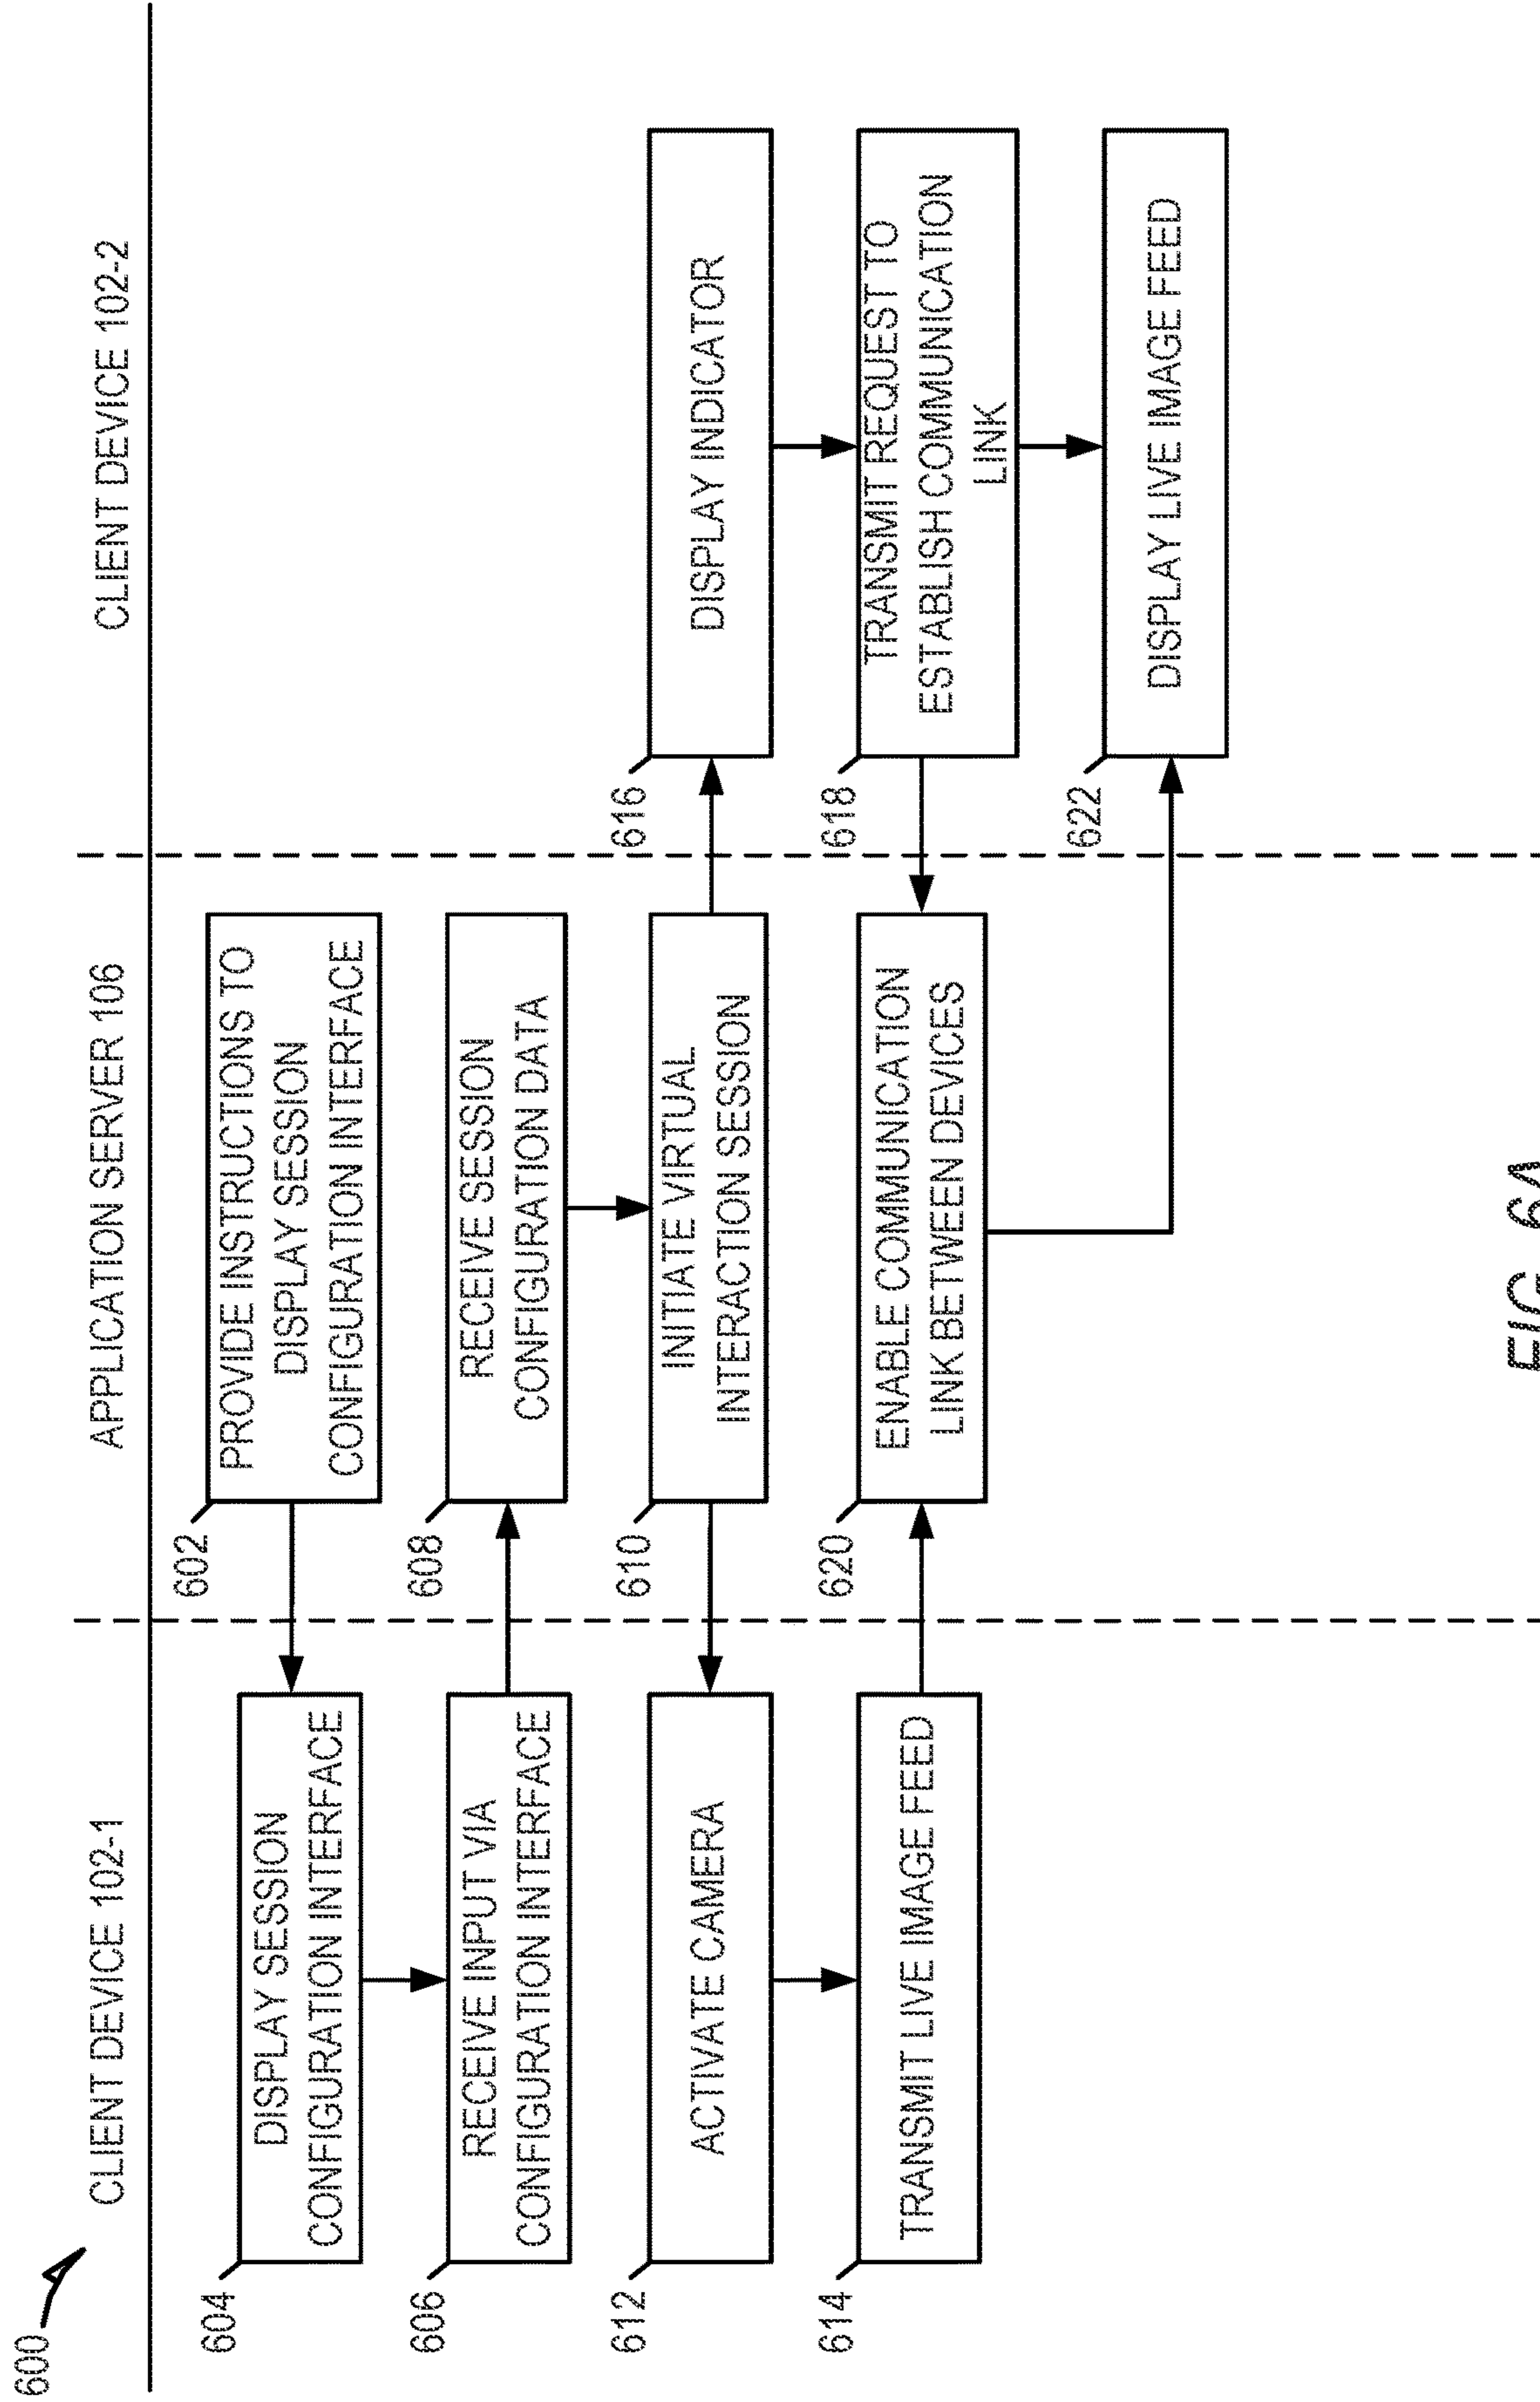 600
CLIENT DEVICE 102-1
APPLICATION SERVER 106
CLIENT DEVICE 102-2
602
PROVIDE INSTRUCTIONS TO
DISPLAY SESSION
CONFIGURATION INTERFACE
604
DISPLAY SESSION
CONFIGURATION INTERFACE
606
RECEIVE INPUT VIA
CONFIGURATION INTERFACE
608
RECEIVE SESSION
CONFIGURATION DATA
610
INITIATE VIRTUAL
INTERACTION SESSION
612
ACTIVATE CAMERA
614
TRANSMIT LIVE IMAGE FEED
616
DISPLAY INDICATOR
618
TRANSMIT REQUEST TO
ESTABLISH COMMUNICATION
LINK
620
ENABLE COMMUNICATION
LINK BETWEEN DEVICES
622
DISPLAY LIVE IMAGE FEED
FIG. 6A